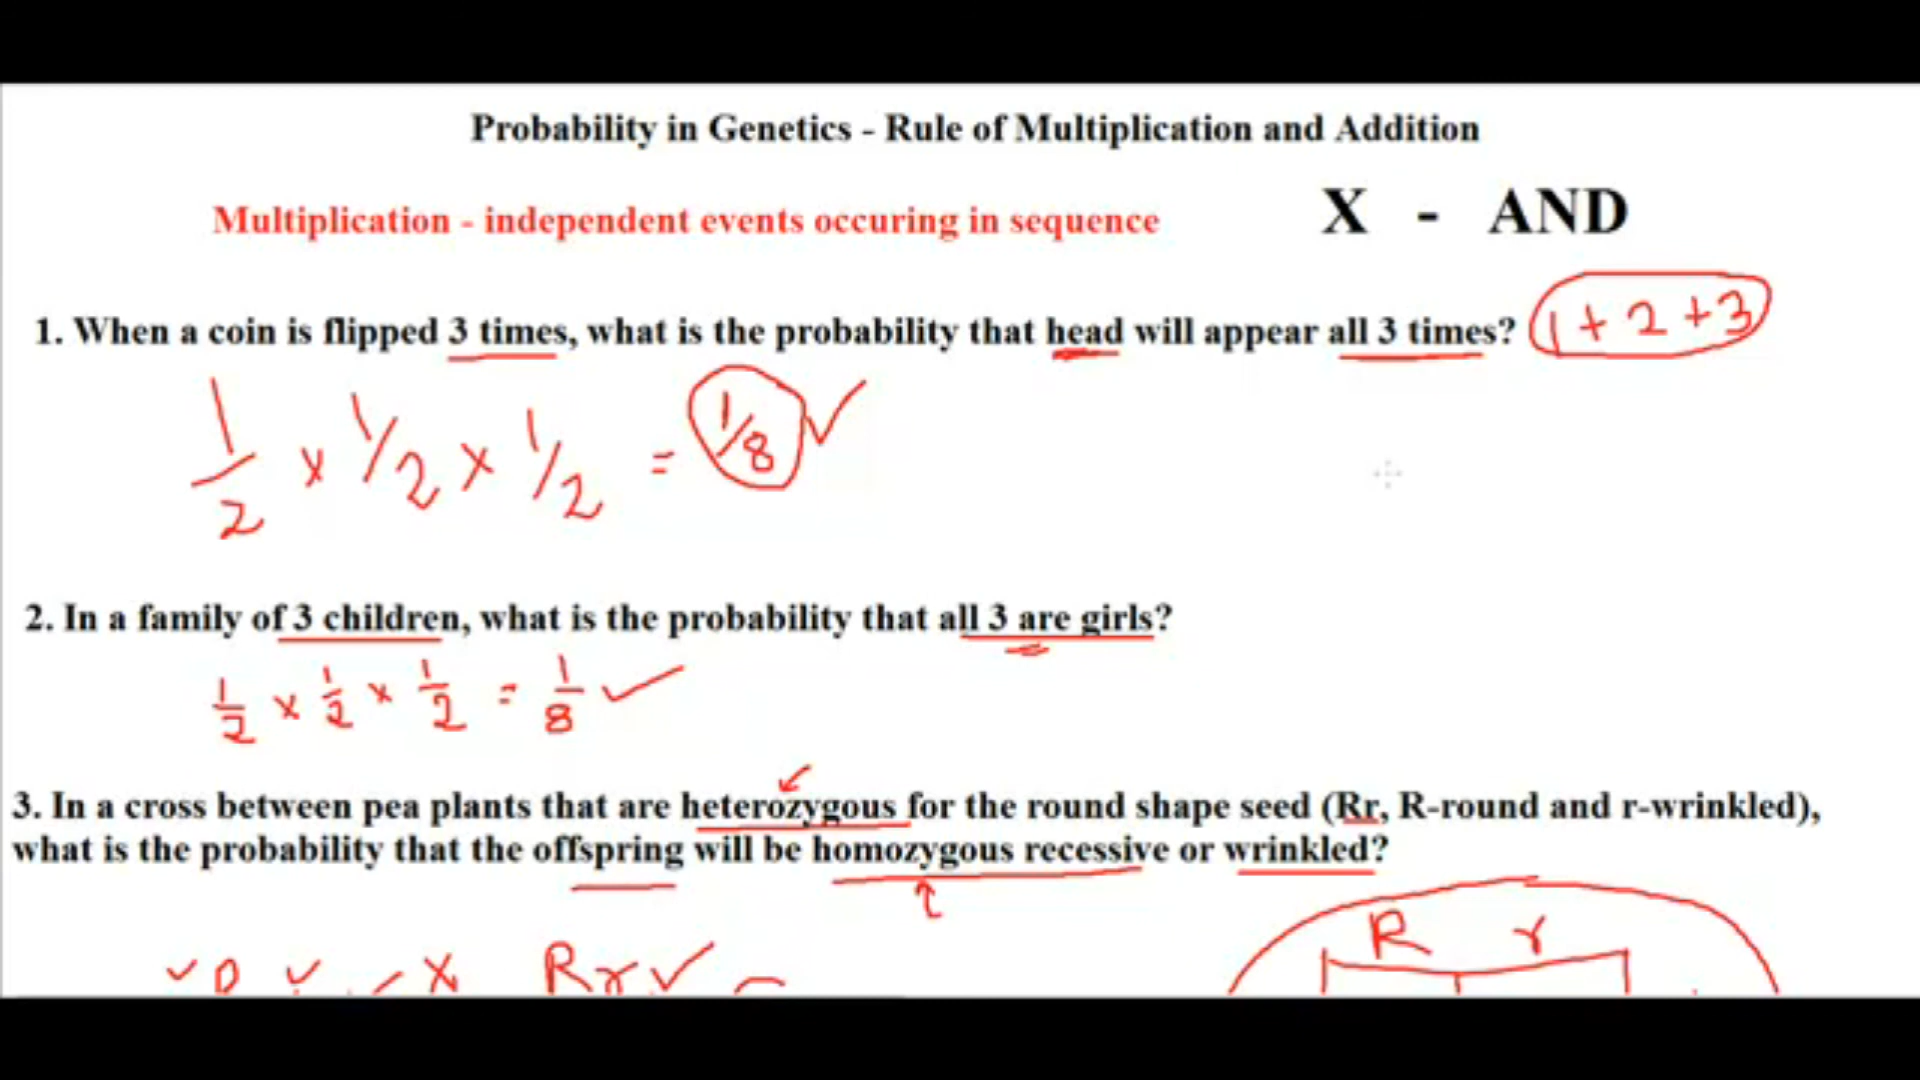 Probability in Genetics - Rule of Multiplication and Addition
Multiplication - independent events occuring in sequence X - AND
1. When a coin is flipped 3 times, what is the probability that head will appear all 3 times? 1 + 2 + 3
1/2 x 1/2 x 1/2 = 1/8 ✓
2. In a family of 3 children, what is the probability that all 3 are girls?
1/2 x 1/2 x 1/2 = 1/8 ✓
3. In a cross between pea plants that are heterozygous for the round shape seed (Rr, R-round and r-wrinkled),
what is the probability that the offspring will be homozygous recessive or wrinkled?
R r
x Rr ✓